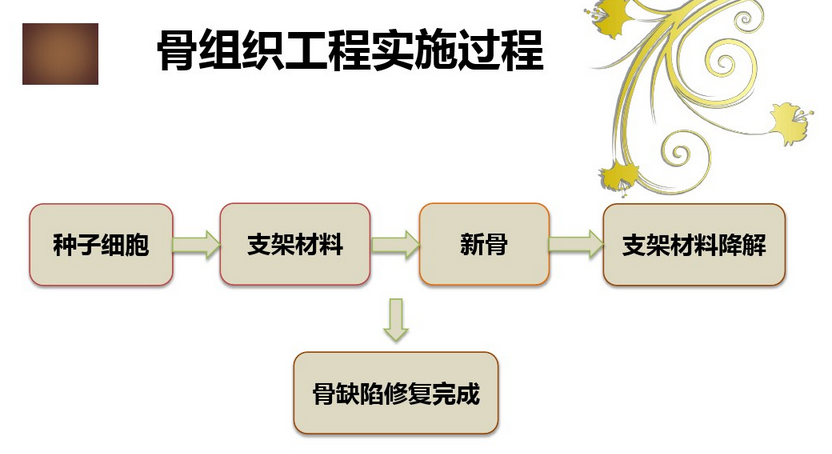 骨组织工程实施过程
种子细胞
支架材料
新骨
支架材料降解
骨缺陷修复完成